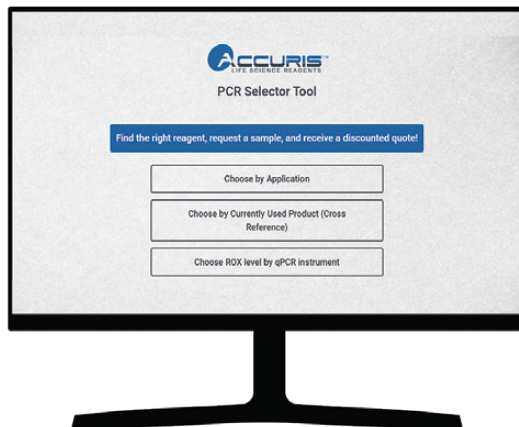 ACCURIS™
LIFE SCIENCE REAGENTS
PCR Selector Tool
Find the right reagent, request a sample, and receive a discounted quote!
Choose by Application
Choose by Currently Used Product (Cross
Reference)
Choose ROX level by qPCR instrument